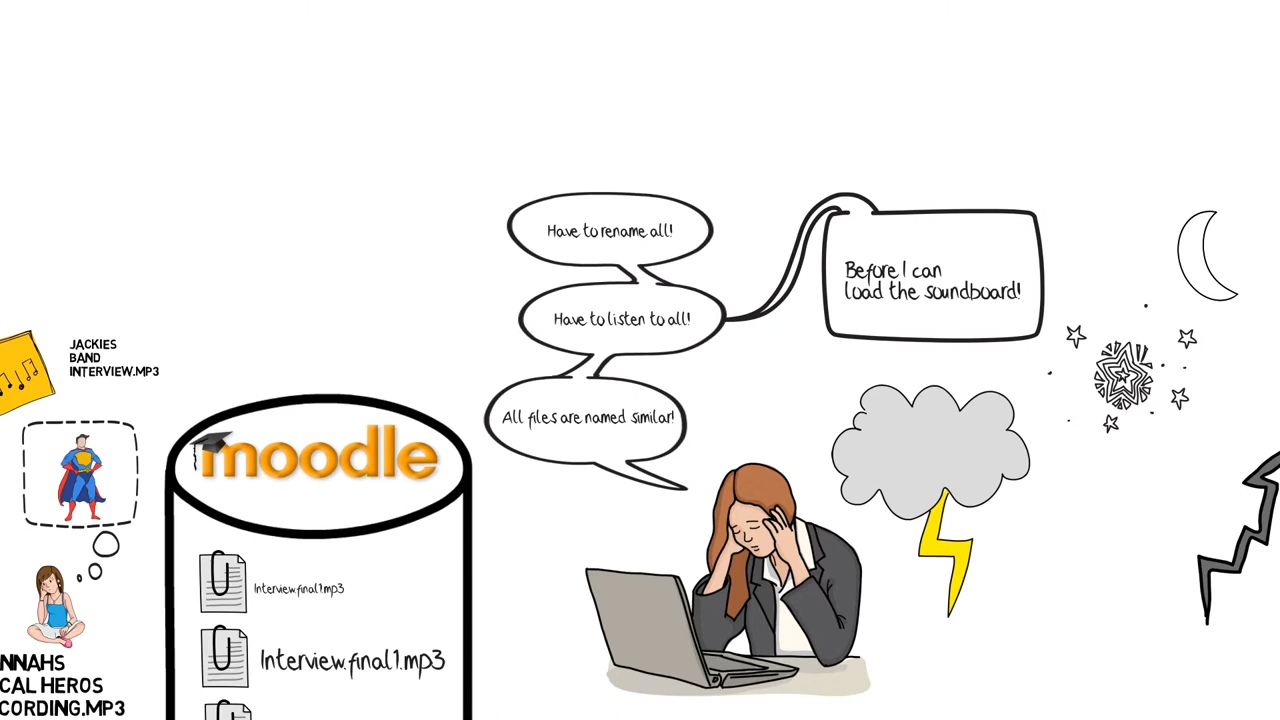 Have to rename all!
Have to listen to all!
All files are named similar!
Before I can
load the soundboard!
JACKIES
BAND
INTERVIEW.MP3
moodle
Interview.final1.mp3
Interview.final1.mp3
NNAHS
CAL HEROS
CORDING.MP3